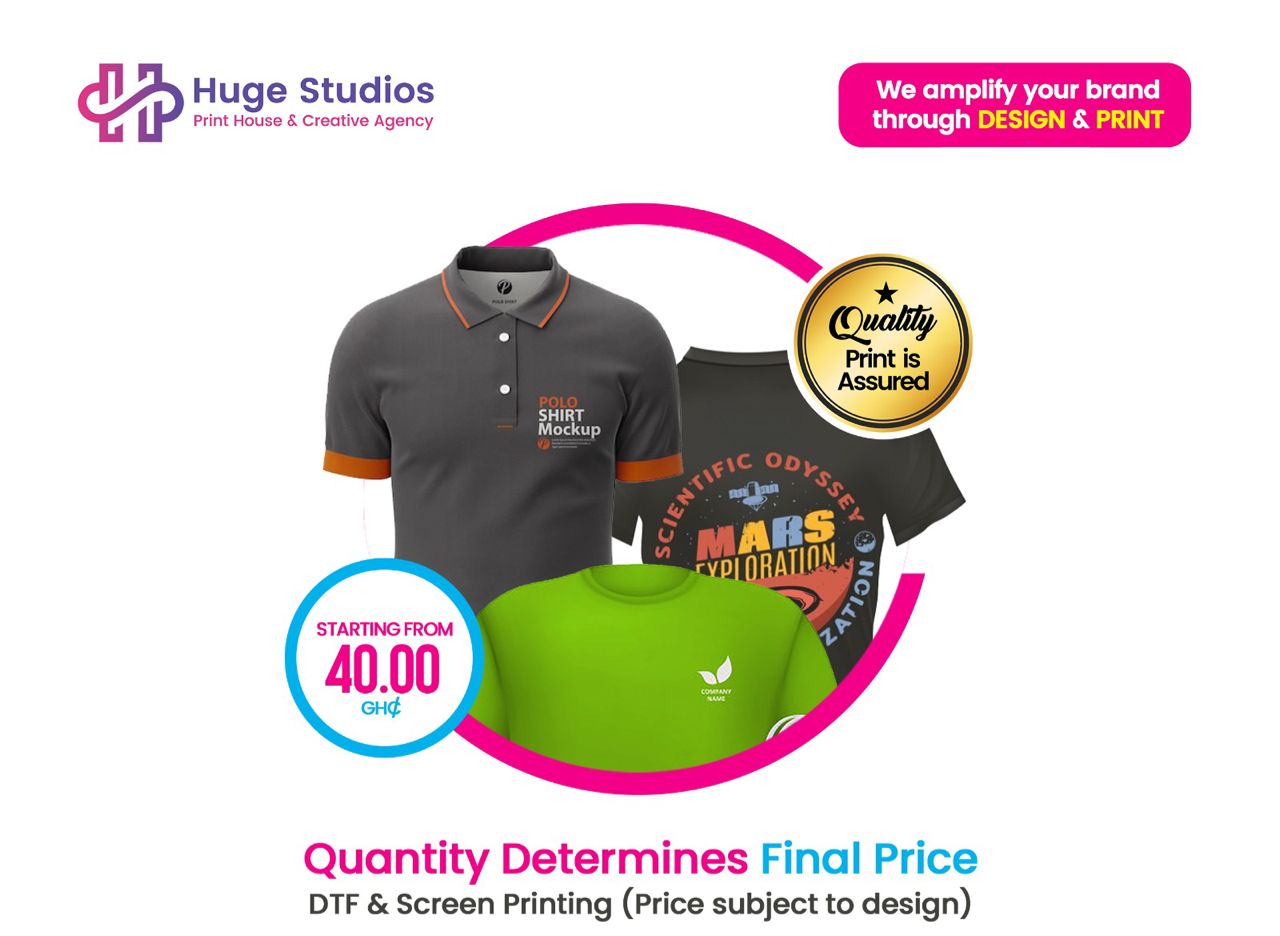 Huge Studios
Print House & Creative Agency
We amplify your brand
through DESIGN & PRINT
POLO SHIRT
Quality
Print is
Assured
POLO
SHIRT
Mockup
SCIENTIFIC ODYSSEY
MARS
EXPLORATION
ZATION
STARTING FROM
40.00
GH₵
COMPANY
NAME
Quantity Determines Final Price
DTF & Screen Printing (Price subject to design)